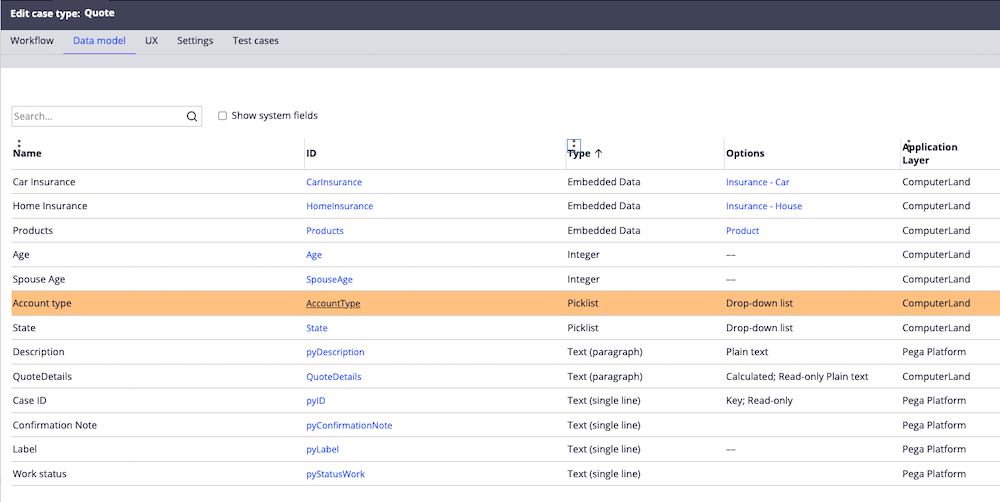 Edit case type: Quote
Workflow Data model UX Settings Test cases
Search... Show system fields
Name ID Type ↑ Options Application Layer
Car Insurance CarInsurance Embedded Data Insurance - Car ComputerLand
Home Insurance HomeInsurance Embedded Data Insurance - House ComputerLand
Products Products Embedded Data Product ComputerLand
Age Age Integer –– ComputerLand
Spouse Age SpouseAge Integer –– ComputerLand
Account type AccountType Picklist Drop-down list ComputerLand
State State Picklist Drop-down list ComputerLand
Description pyDescription Text (paragraph) Plain text Pega Platform
QuoteDetails QuoteDetails Text (paragraph) Calculated; Read-only Plain text ComputerLand
Case ID pyID Text (single line) Key; Read-only Pega Platform
Confirmation Note pyConfirmationNote Text (single line) Pega Platform
Label pyLabel Text (single line) –– Pega Platform
Work status pyStatusWork Text (single line) Pega Platform